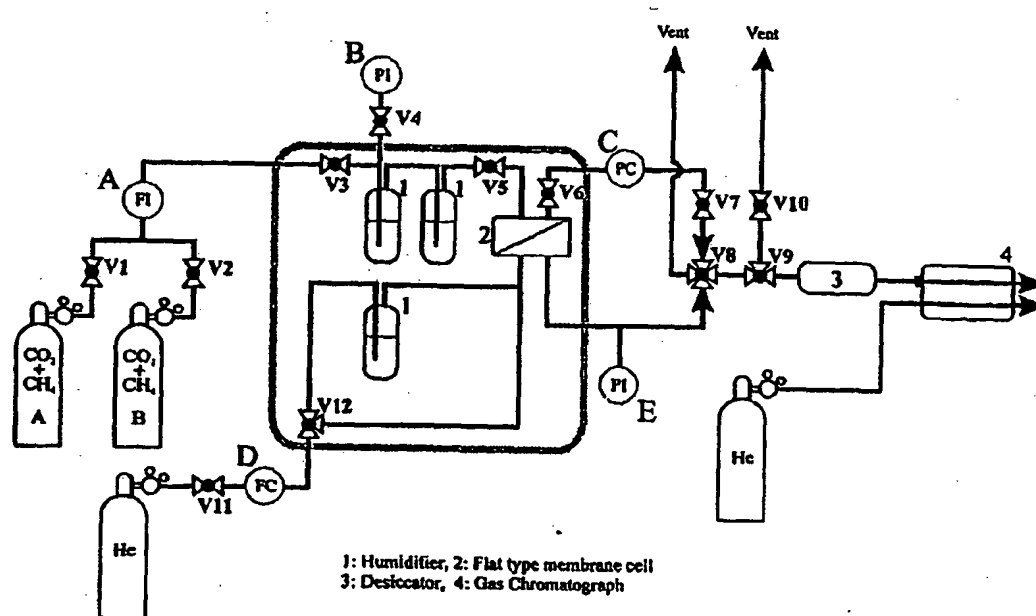 Vent
Vent
B
PI
V4
C
PC
A
FI
V3
1
1
V5
V6
V7
V10
2
V1
V2
V8
V9
3
4
1
CO₂
+
CH₄
A
CO₂
+
CH₄
B
PI
E
V12
D
FC
V11
He
He
1: Humidifier, 2: Flat type membrane cell
3: Desiccator, 4: Gas Chromatograph